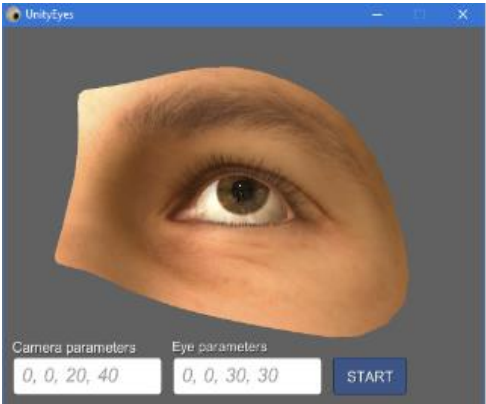 UnityEyes
Camera parameters
Eye parameters
0, 0, 20, 40
0, 0, 30, 30
START